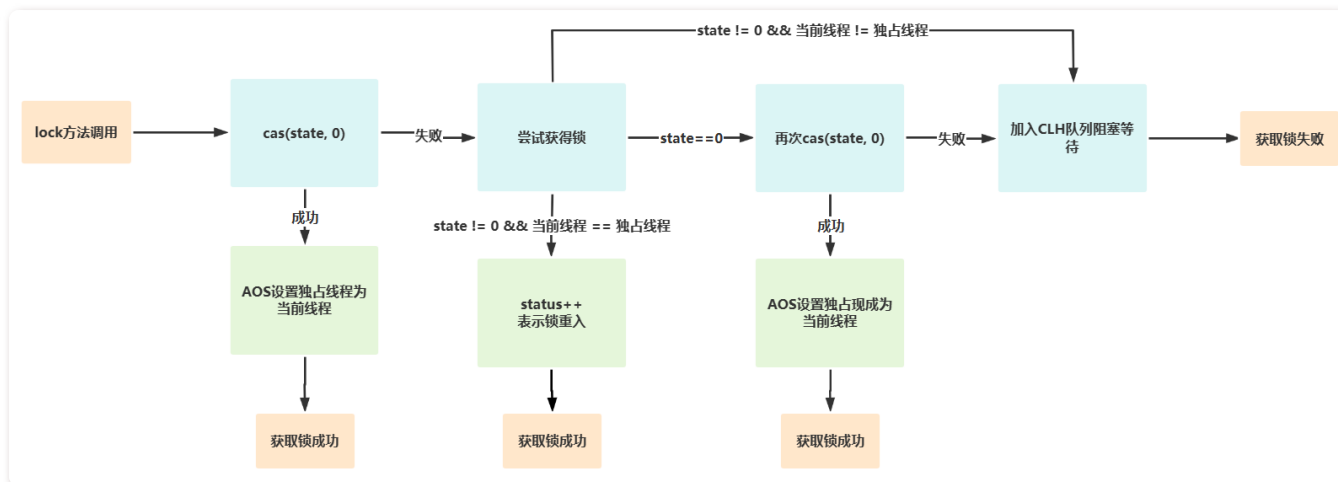 state != 0 && 当前线程 != 独占线程
lock方法调用
cas(state, 0)
失败
尝试获得锁
state==0
再次cas(state, 0)
失败
加入CLH队列阻塞等
待
获取锁失败
成功
state != 0 && 当前线程 == 独占线程
成功
AOS设置独占线程为
当前线程
status++
表示锁重入
AOS设置独占现成为
当前线程
获取锁成功
获取锁成功
获取锁成功